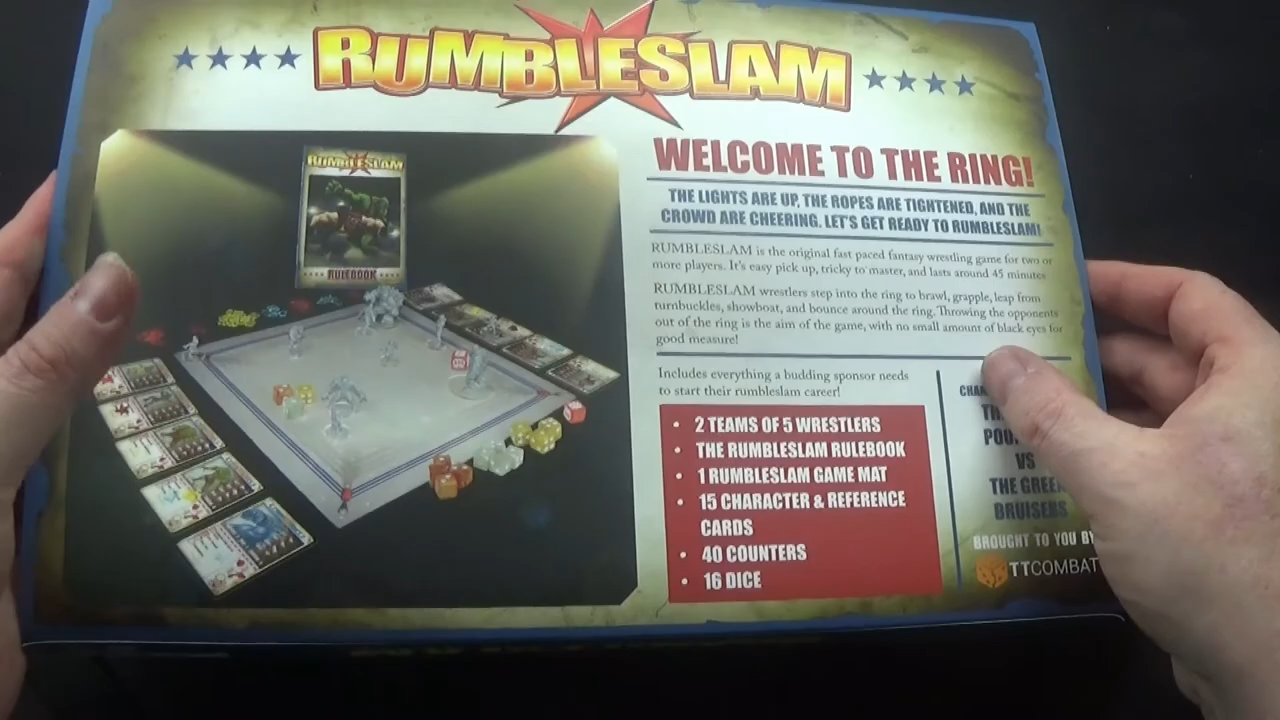 RUMBLESLAM
WELCOME TO THE RING!
THE LIGHTS ARE UP, THE ROPES ARE TIGHTENED, AND THE
CROWD ARE CHEERING. LET'S GET READY TO RUMBLESLAM!
RUMBLESLAM is the original fast paced fantasy wrestling game for two or
more players. It's easy pick up, tricky to master, and lasts around 45 minutes
RUMBLESLAM wrestlers step into the ring to brawl, grapple, leap from
turnbuckles, showboat, and bounce around the ring. Throwing the opponents
out of the ring is the aim of the game, with no small amount of black eyes for
good measure!
Includes everything a budding sponsor needs
to start their rumbleslam career!
• 2 TEAMS OF 5 WRESTLERS
• THE RUMBLESLAM RULEBOOK
• 1 RUMBLESLAM GAME MAT
• 15 CHARACTER & REFERENCE
CARDS
• 40 COUNTERS
• 16 DICE
VS
THE GREEN
BRUISERS
BROUGHT TO YOU BY
TTCOMBAT
RUMBLESLAM
RULEBOOK